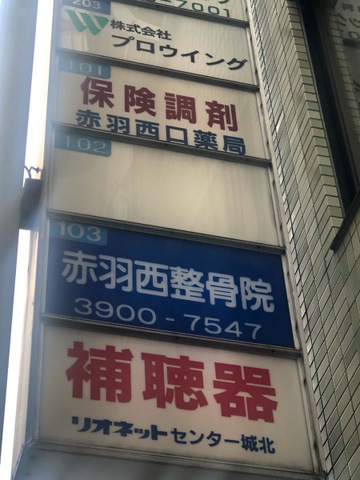 203
株式会社
プロウイング
101
保険調剤
赤羽西口薬局
102
103
赤羽西整骨院
3900-7547
補聴器
リオネットセンター城北